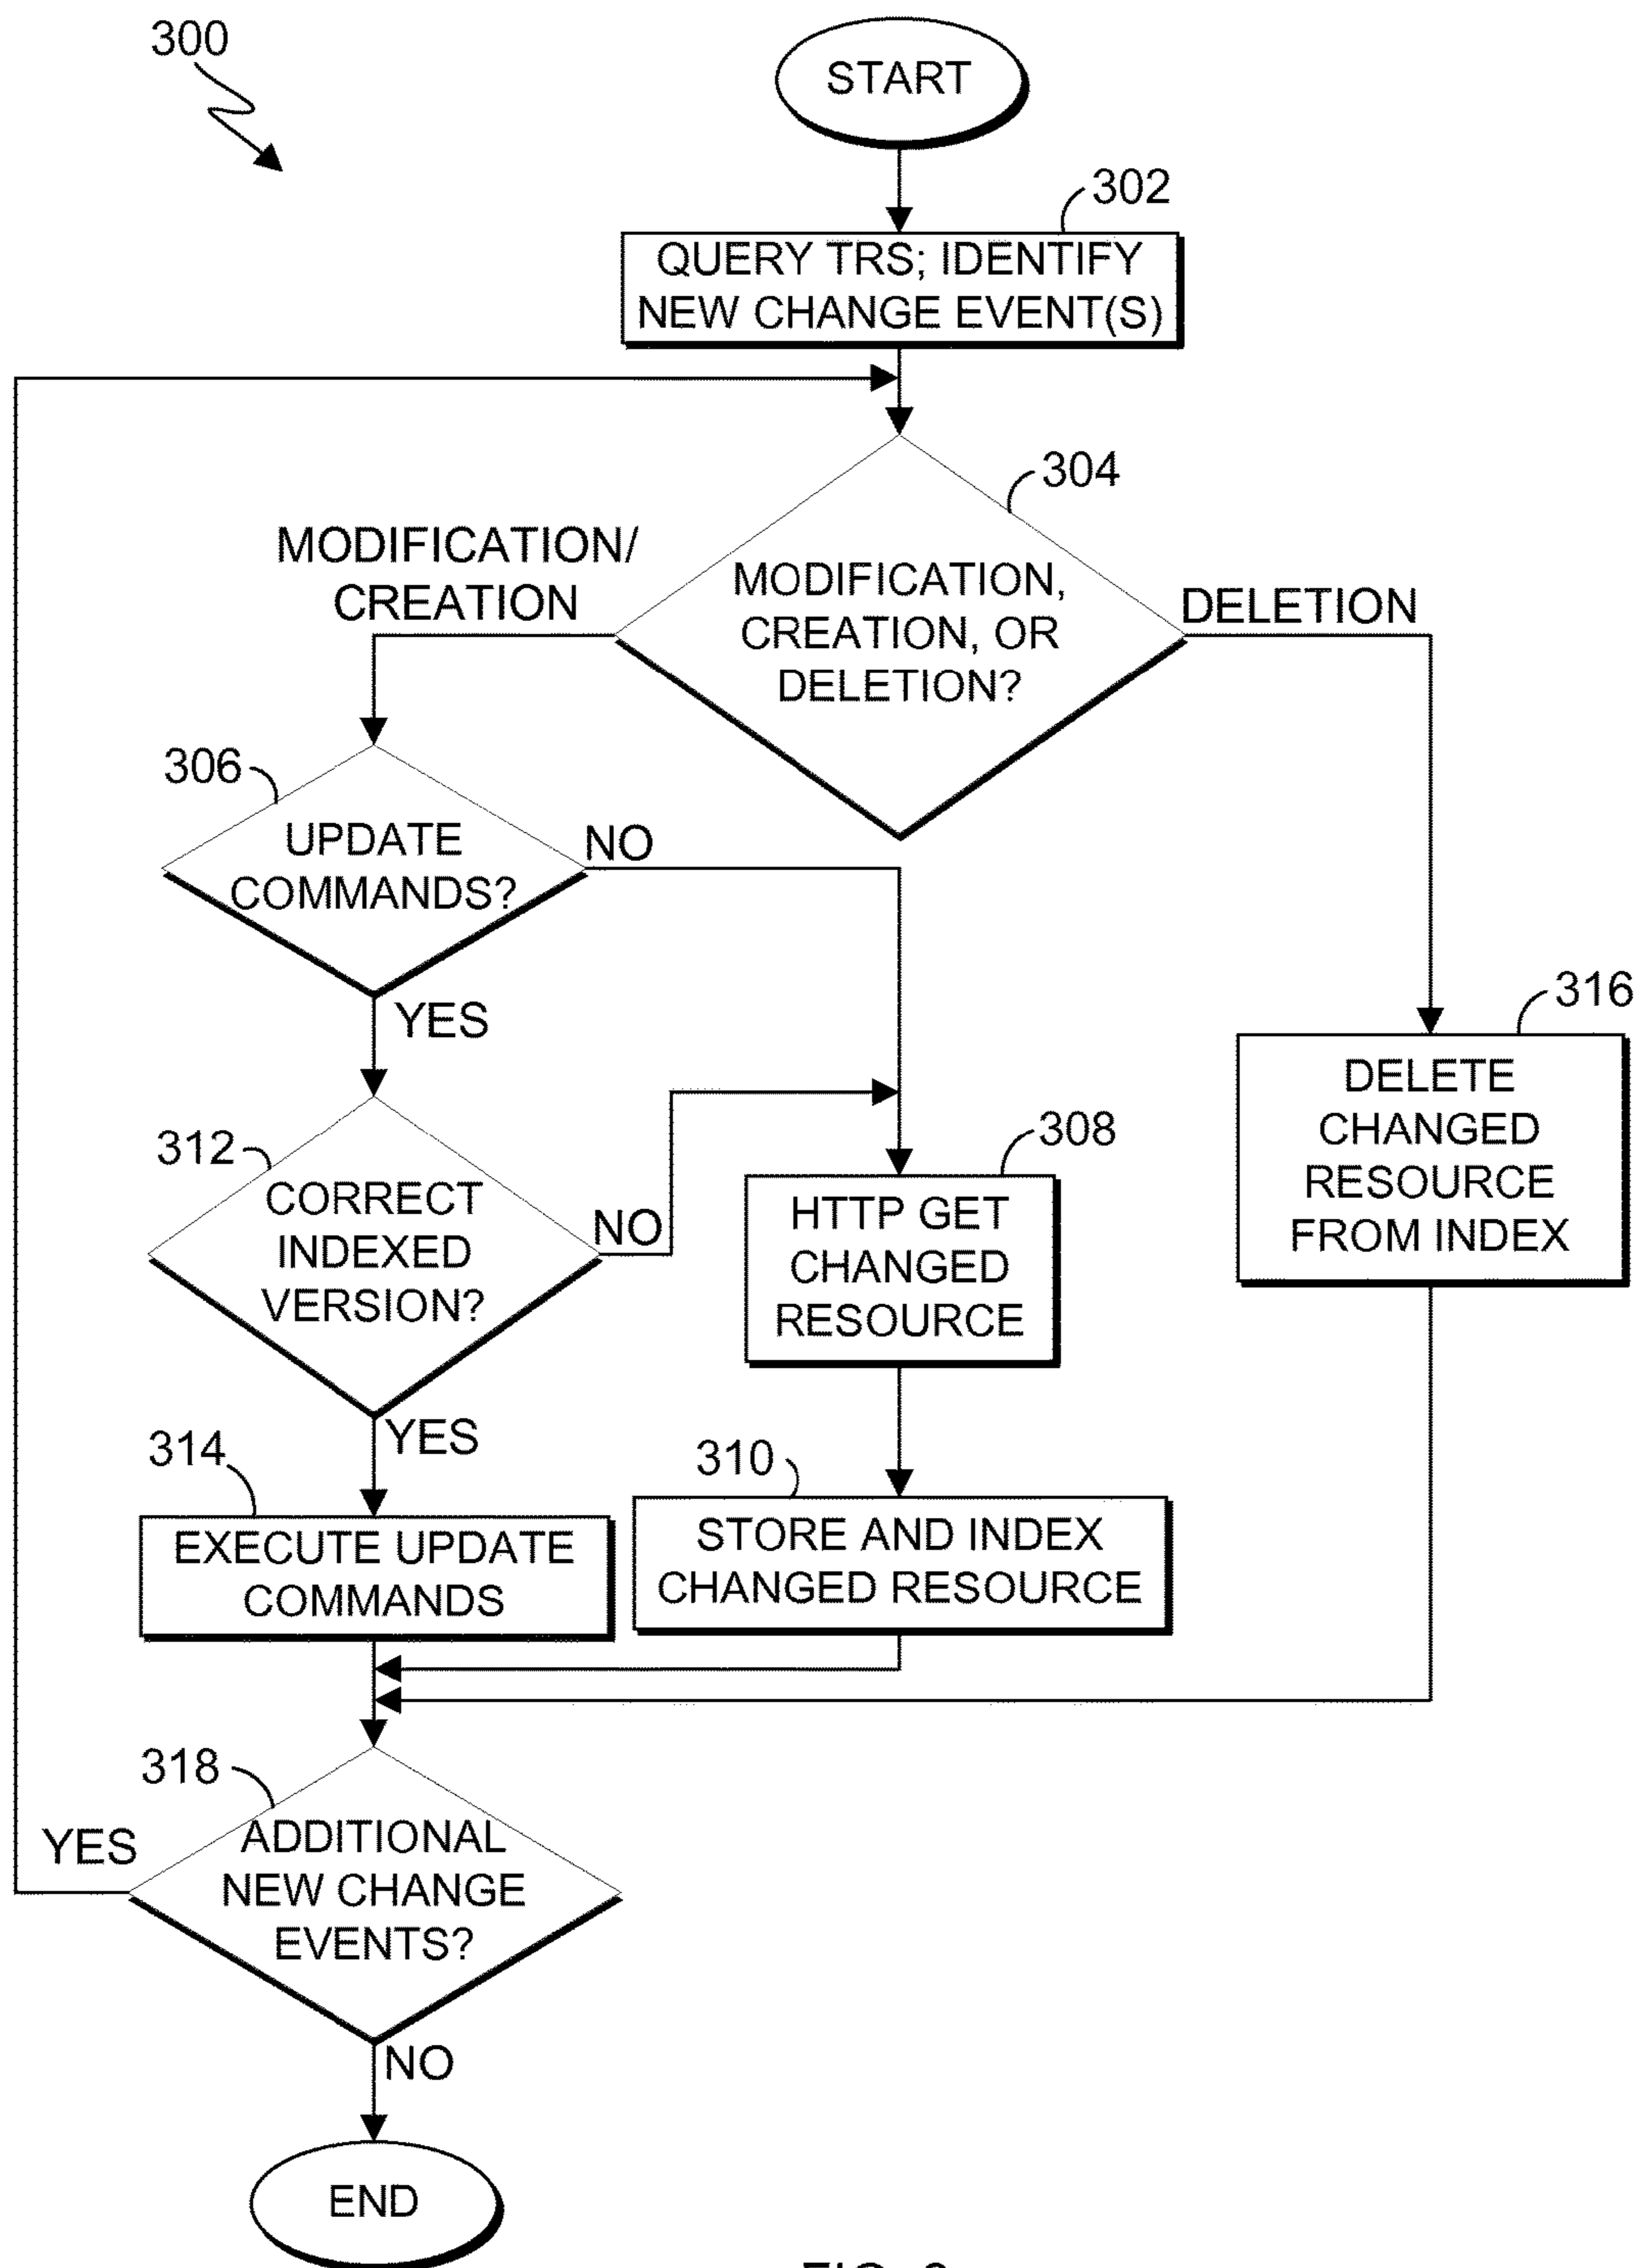 300
START
302
QUERY TRS; IDENTIFY
NEW CHANGE EVENT(S)
304
MODIFICATION/
CREATION
MODIFICATION,
CREATION, OR
DELETION?
DELETION
306
UPDATE
COMMANDS?
NO
YES
316
DELETE
CHANGED
RESOURCE
FROM INDEX
312
CORRECT
INDEXED
VERSION?
NO
308
HTTP GET
CHANGED
RESOURCE
YES
314
EXECUTE UPDATE
COMMANDS
310
STORE AND INDEX
CHANGED RESOURCE
318
YES
ADDITIONAL
NEW CHANGE
EVENTS?
NO
END